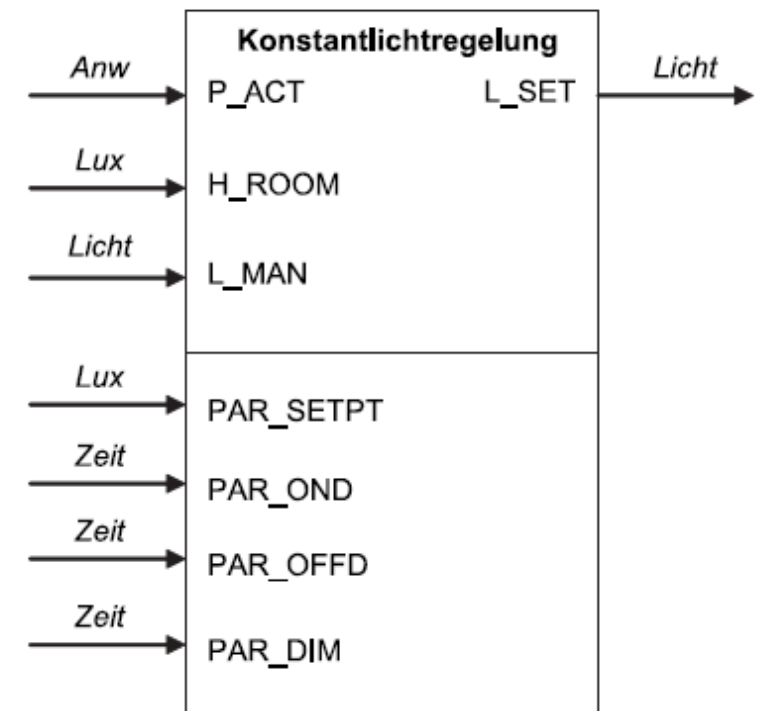 Konstantlichtregelung
Anw
P_ACT
L_SET
Licht
Lux
H_ROOM
Licht
L_MAN
Lux
PAR_SETPT
Zeit
PAR_OND
Zeit
PAR_OFFD
Zeit
PAR_DIM